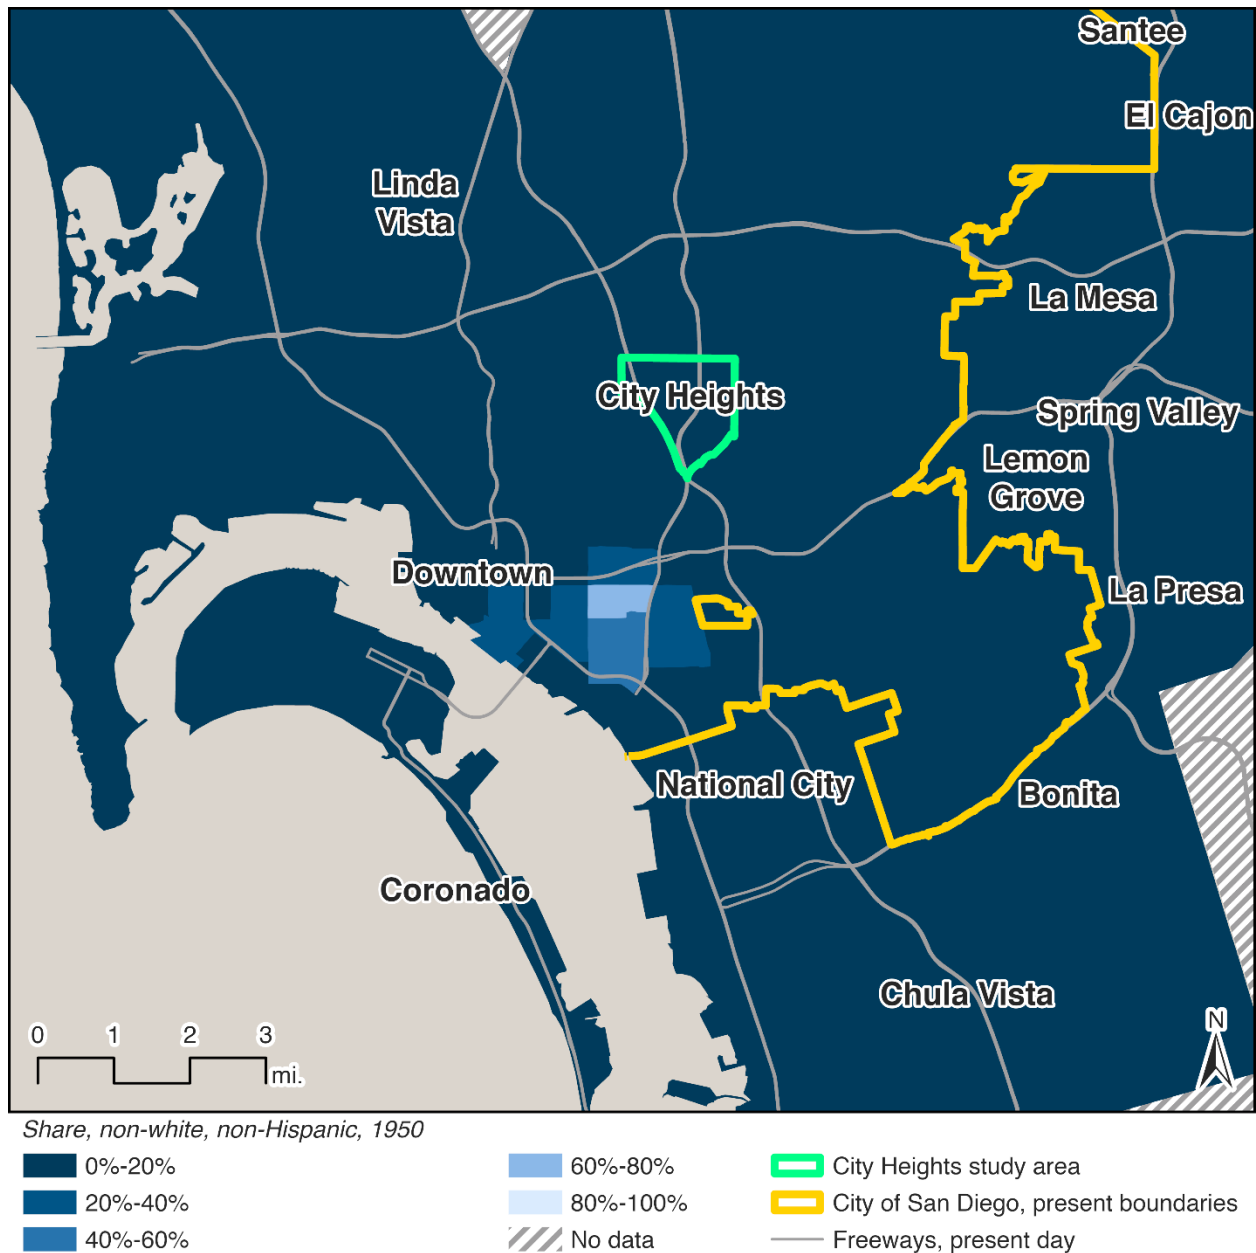 Santee
El Cajon
Linda
Vista
La Mesa
City Heights
Spring Valley
Lemon
Grove
Downtown
La Presa
National City
Bonita
Coronado
Chula Vista
0 1 2 3
mi.
N
Share, non-white, non-Hispanic, 1950
0%-20%
20%-40%
40%-60%
60%-80%
80%-100%
No data
City Heights study area
City of San Diego, present boundaries
Freeways, present day